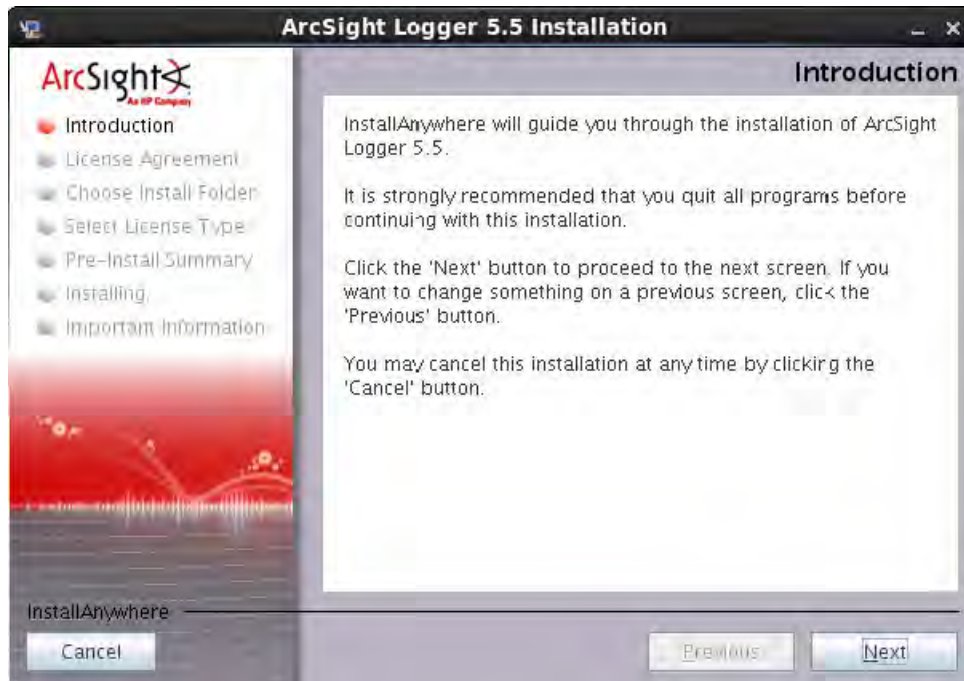 ArcSight Logger 5.5 Installation
ArcSight
An HP Company
Introduction
License Agreement
Choose Install Folder
Select License Type
Pre-Install Summary
Installing.
Important Information
Introduction
InstallAnywhere will guide you through the installation of ArcSight
Logger 5.5.
It is strongly recommended that you quit all programs before
continuing with this installation.
Click the 'Next' button to proceed to the next screen. If you
want to change something on a previous screen, click the
'Previous' button.
You may cancel this installation at any time by clicking the
'Cancel' button.
InstallAnywhere
Cancel
Previous
Next